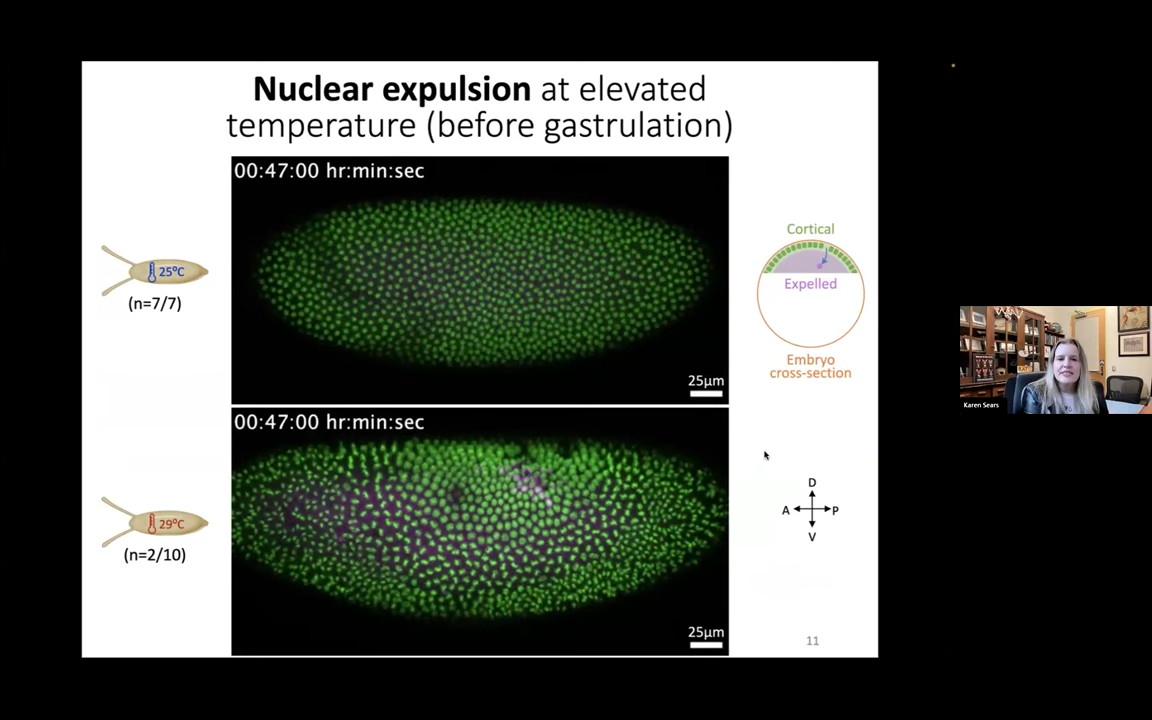 Nuclear expulsion at elevated
temperature (before gastrulation)
00:47:00 hr:min:sec
25°C
(n=7/7)
25µm
Cortical
Expelled
Embryo
cross-section
Karen Sears
00:47:00 hr:min:sec
29°C
(n=2/10)
25µm
D
A P
V
11